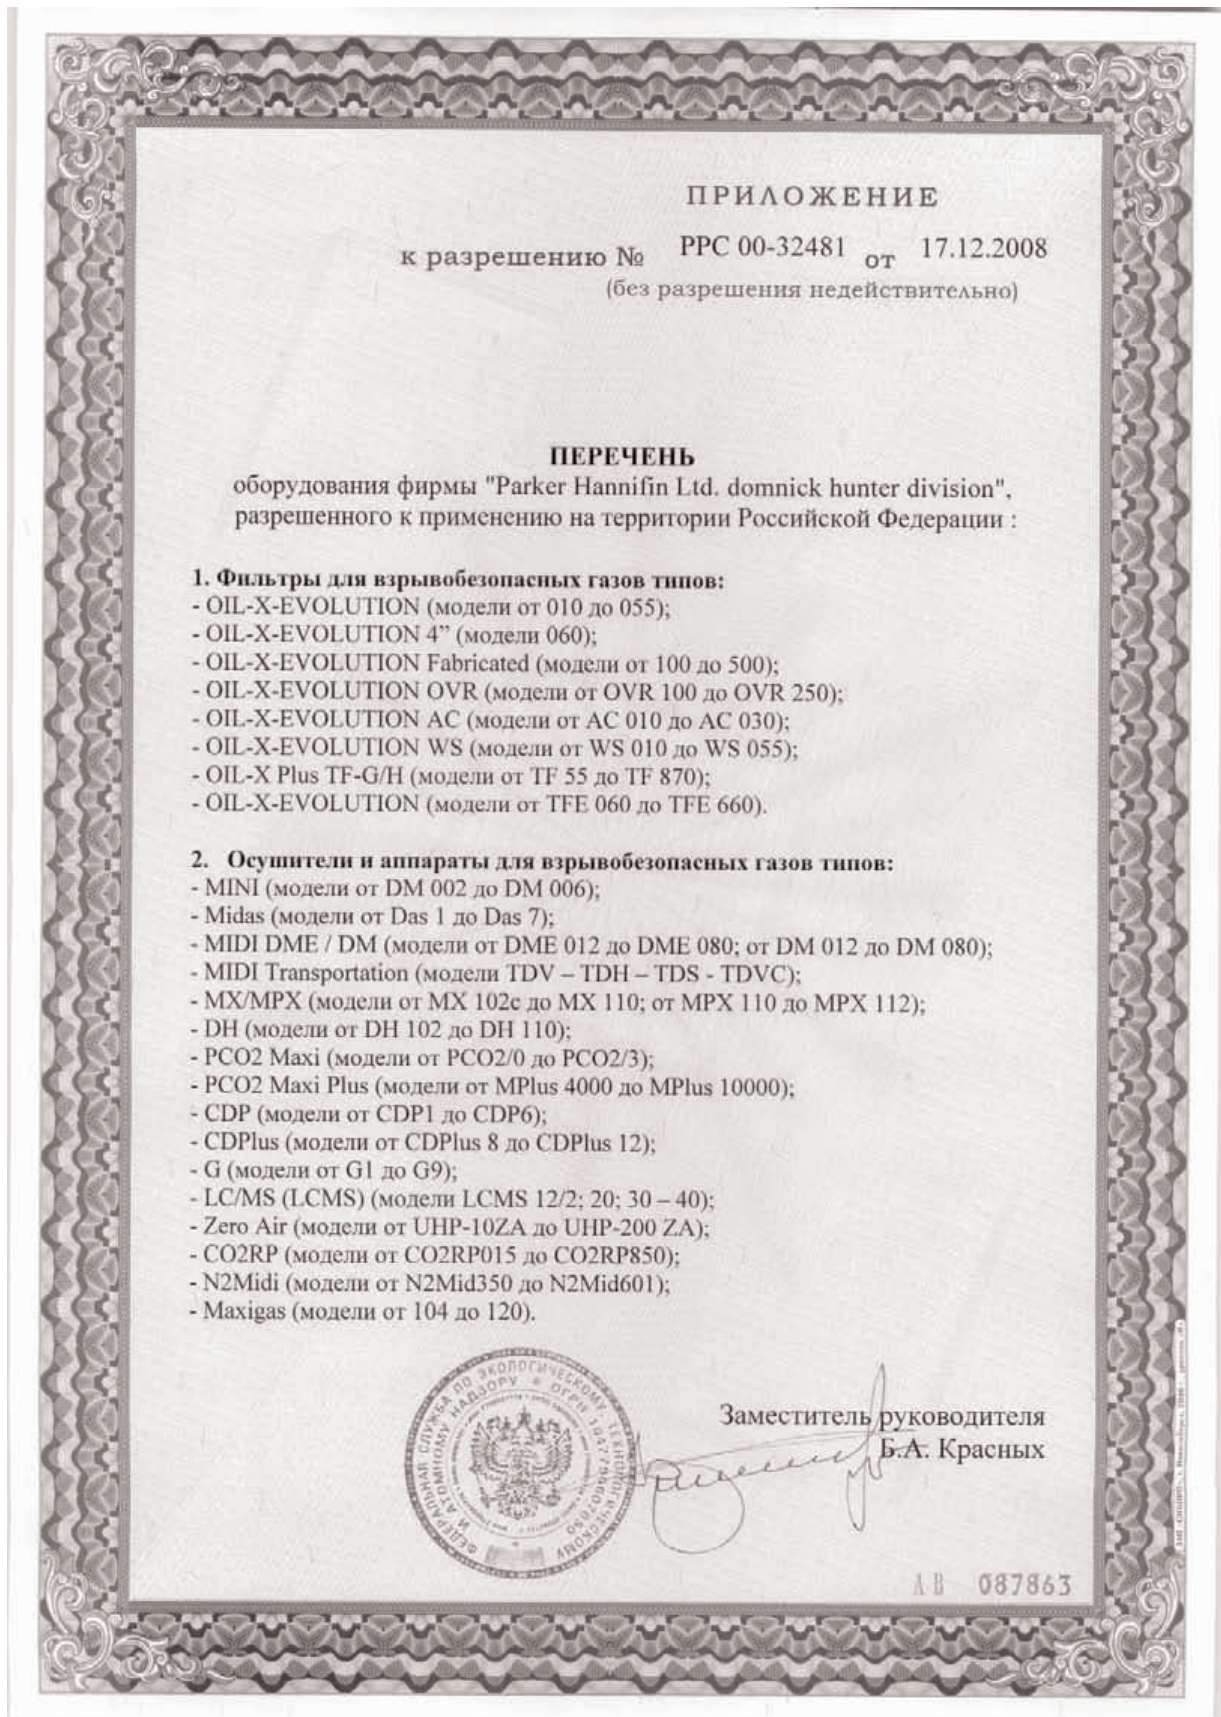 ПРИЛОЖЕНИЕ
к разрешению № РРС 00-32481 от 17.12.2008
(без разрешения недействительно)
ПЕРЕЧЕНЬ
оборудования фирмы "Parker Hannifin Ltd. domnick hunter division",
разрешенного к применению на территории Российской Федерации :
1. Фильтры для взрывобезопасных газов типов:
- OIL-X-EVOLUTION (модели от 010 до 055);
- OIL-X-EVOLUTION 4” (модели 060);
- OIL-X-EVOLUTION Fabricated (модели от 100 до 500);
- OIL-X-EVOLUTION OVR (модели от OVR 100 до OVR 250);
- OIL-X-EVOLUTION AC (модели от AC 010 до AC 030);
- OIL-X-EVOLUTION WS (модели от WS 010 до WS 055);
- OIL-X Plus TF-G/H (модели от TF 55 до TF 870);
- OIL-X-EVOLUTION (модели от TFE 060 до TFE 660).
2. Осушители и аппараты для взрывобезопасных газов типов:
- MINI (модели от DM 002 до DM 006);
- Midas (модели от Das 1 до Das 7);
- MIDI DME / DM (модели от DME 012 до DME 080; от DM 012 до DM 080);
- MIDI Transportation (модели TDV – TDH – TDS - TDVC);
- MX/MPX (модели от MX 102c до MX 110; от MPX 110 до MPX 112);
- DH (модели от DH 102 до DH 110);
- PCO2 Maxi (модели от PCO2/0 до PCO2/3);
- PCO2 Maxi Plus (модели от MPlus 4000 до MPlus 10000);
- CDP (модели от CDP1 до CDP6);
- CDPlus (модели от CDPlus 8 до CDPlus 12);
- G (модели от G1 до G9);
- LC/MS (LCMS) (модели LCMS 12/2; 20; 30 – 40);
- Zero Air (модели от UHP-10ZA до UHP-200 ZA);
- CO2RP (модели от CO2RP015 до CO2RP850);
- N2Midi (модели от N2Mid350 до N2Mid601);
- Maxigas (модели от 104 до 120).
ФЕДЕРАЛЬНАЯ СЛУЖБА ПО ЭКОЛОГИЧЕСКОМУ ТЕХНОЛОГИЧЕСКОМУ
И АТОМНОМУ НАДЗОРУ * ОГРН 1047796607650
Заместитель руководителя
Б.А. Красных
АВ 087863